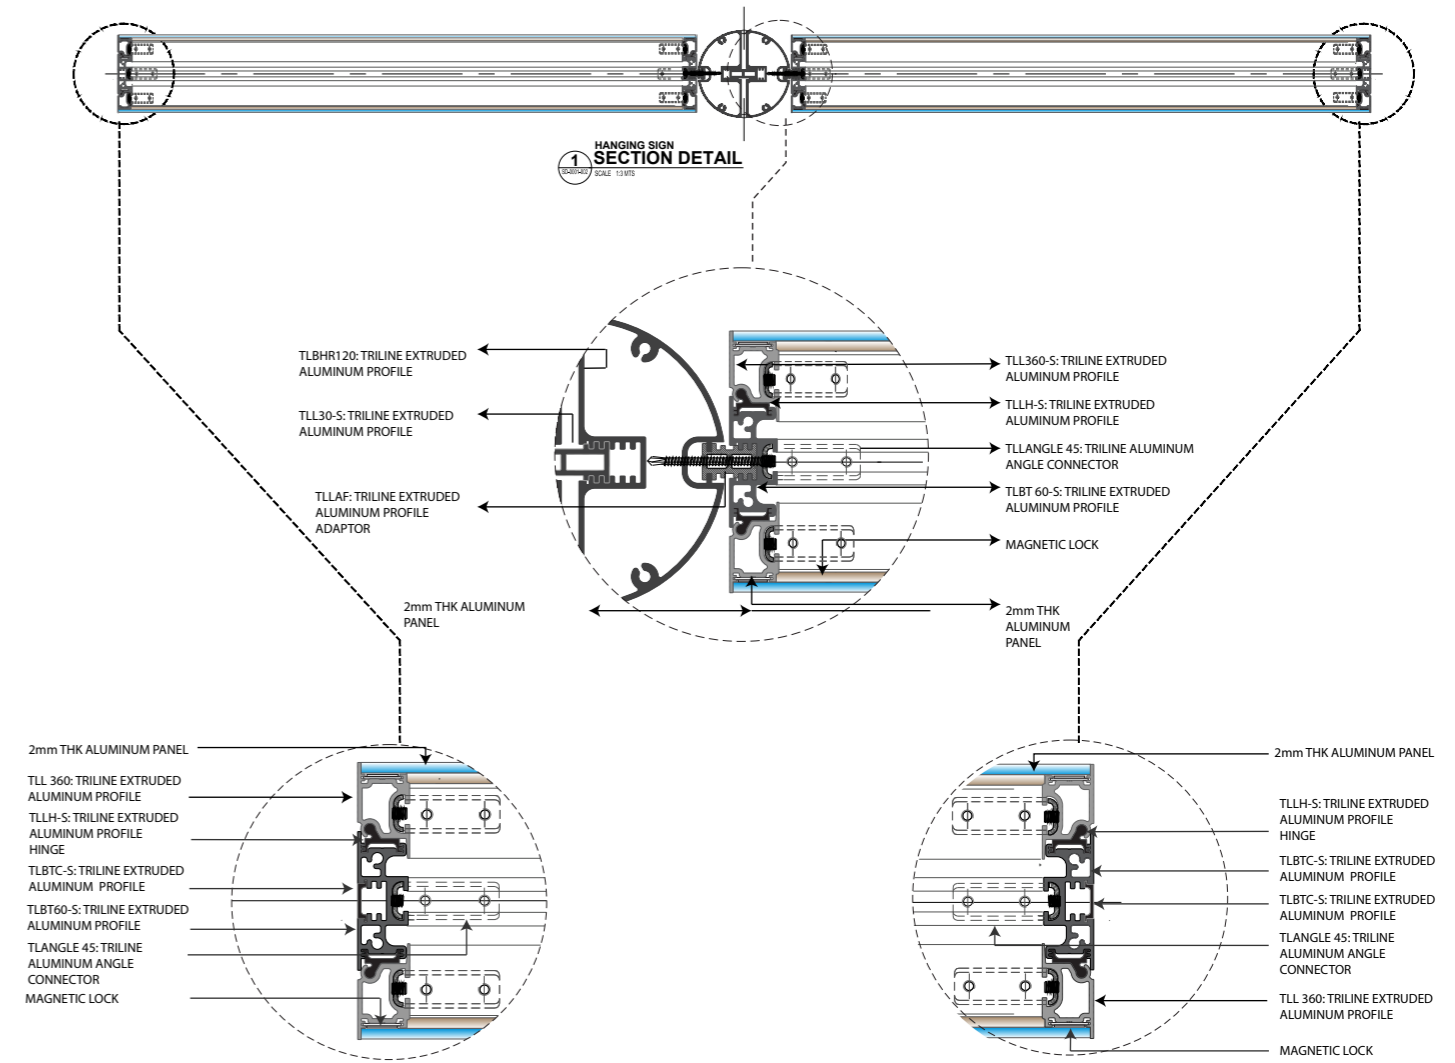 HANGING SIGN
1
SECTION DETAIL
SCALE 1:3 MTS
TLBHR120: TRILINE EXTRUDED
ALUMINUM PROFILE
TLL30-S: TRILINE EXTRUDED
ALUMINUM PROFILE
TLLAF: TRILINE EXTRUDED
ALUMINUM PROFILE
ADAPTOR
2mm THK ALUMINUM
PANEL
TLL360-S: TRILINE EXTRUDED
ALUMINUM PROFILE
TLLH-S: TRILINE EXTRUDED
ALUMINUM PROFILE
TLLANGLE 45: TRILINE ALUMINUM
ANGLE CONNECTOR
TLBT 60-S: TRILINE EXTRUDED
ALUMINUM PROFILE
MAGNETIC LOCK
2mm THK
ALUMINUM
PANEL
2mm THK ALUMINUM PANEL
TLL 360: TRILINE EXTRUDED
ALUMINUM PROFILE
TLLH-S: TRILINE EXTRUDED
ALUMINUM PROFILE
HINGE
TLBTC-S: TRILINE EXTRUDED
ALUMINUM PROFILE
TLBT60-S: TRILINE EXTRUDED
ALUMINUM PROFILE
TLANGLE 45: TRILINE
ALUMINUM ANGLE
CONNECTOR
MAGNETIC LOCK
2mm THK ALUMINUM PANEL
TLLH-S: TRILINE EXTRUDED
ALUMINUM PROFILE
HINGE
TLBTC-S: TRILINE EXTRUDED
ALUMINUM PROFILE
TLBTC-S: TRILINE EXTRUDED
ALUMINUM PROFILE
TLANGLE 45: TRILINE
ALUMINUM ANGLE
CONNECTOR
TLL 360: TRILINE EXTRUDED
ALUMINUM PROFILE
MAGNETIC LOCK